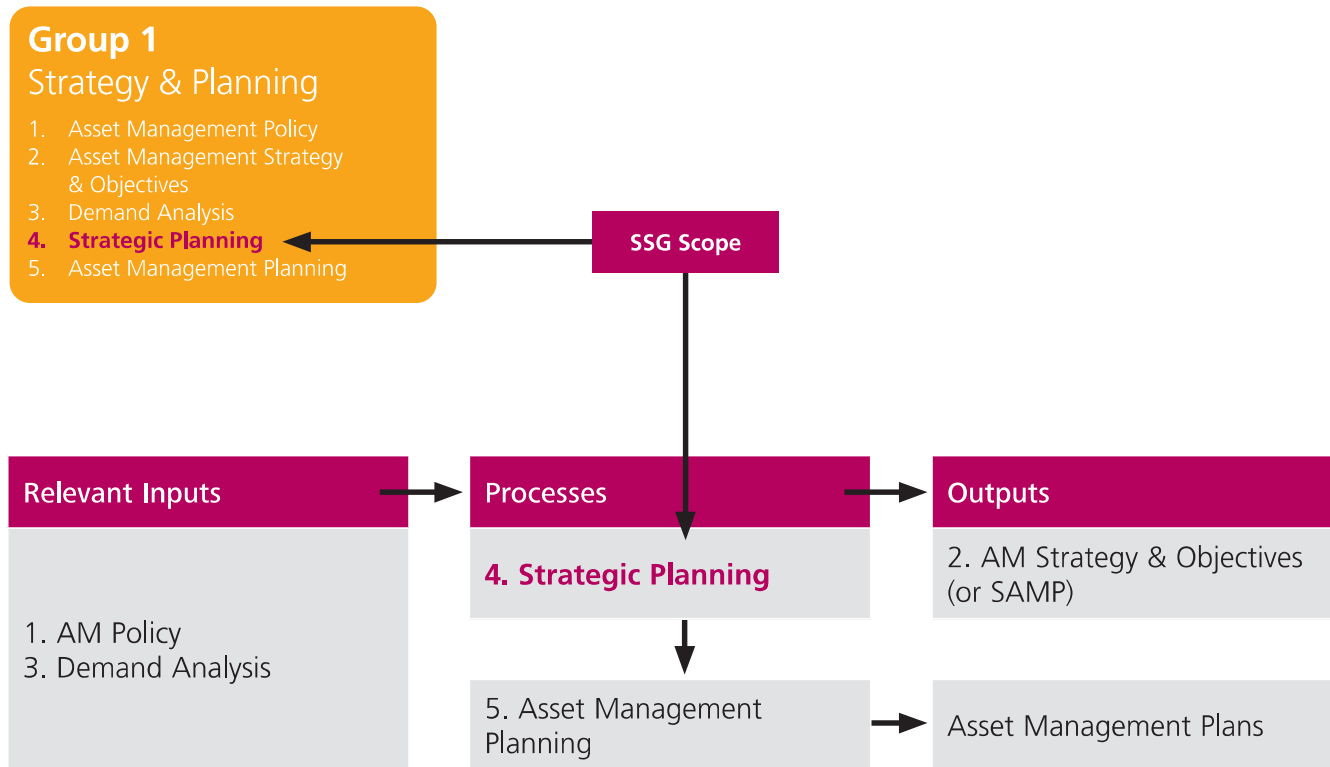 Group 1
Strategy & Planning
1. Asset Management Policy
2. Asset Management Strategy
& Objectives
3. Demand Analysis
4. Strategic Planning
5. Asset Management Planning
SSG Scope
Relevant Inputs
1. AM Policy
3. Demand Analysis
Processes
4. Strategic Planning
5. Asset Management
Planning
Outputs
2. AM Strategy & Objectives
(or SAMP)
Asset Management Plans